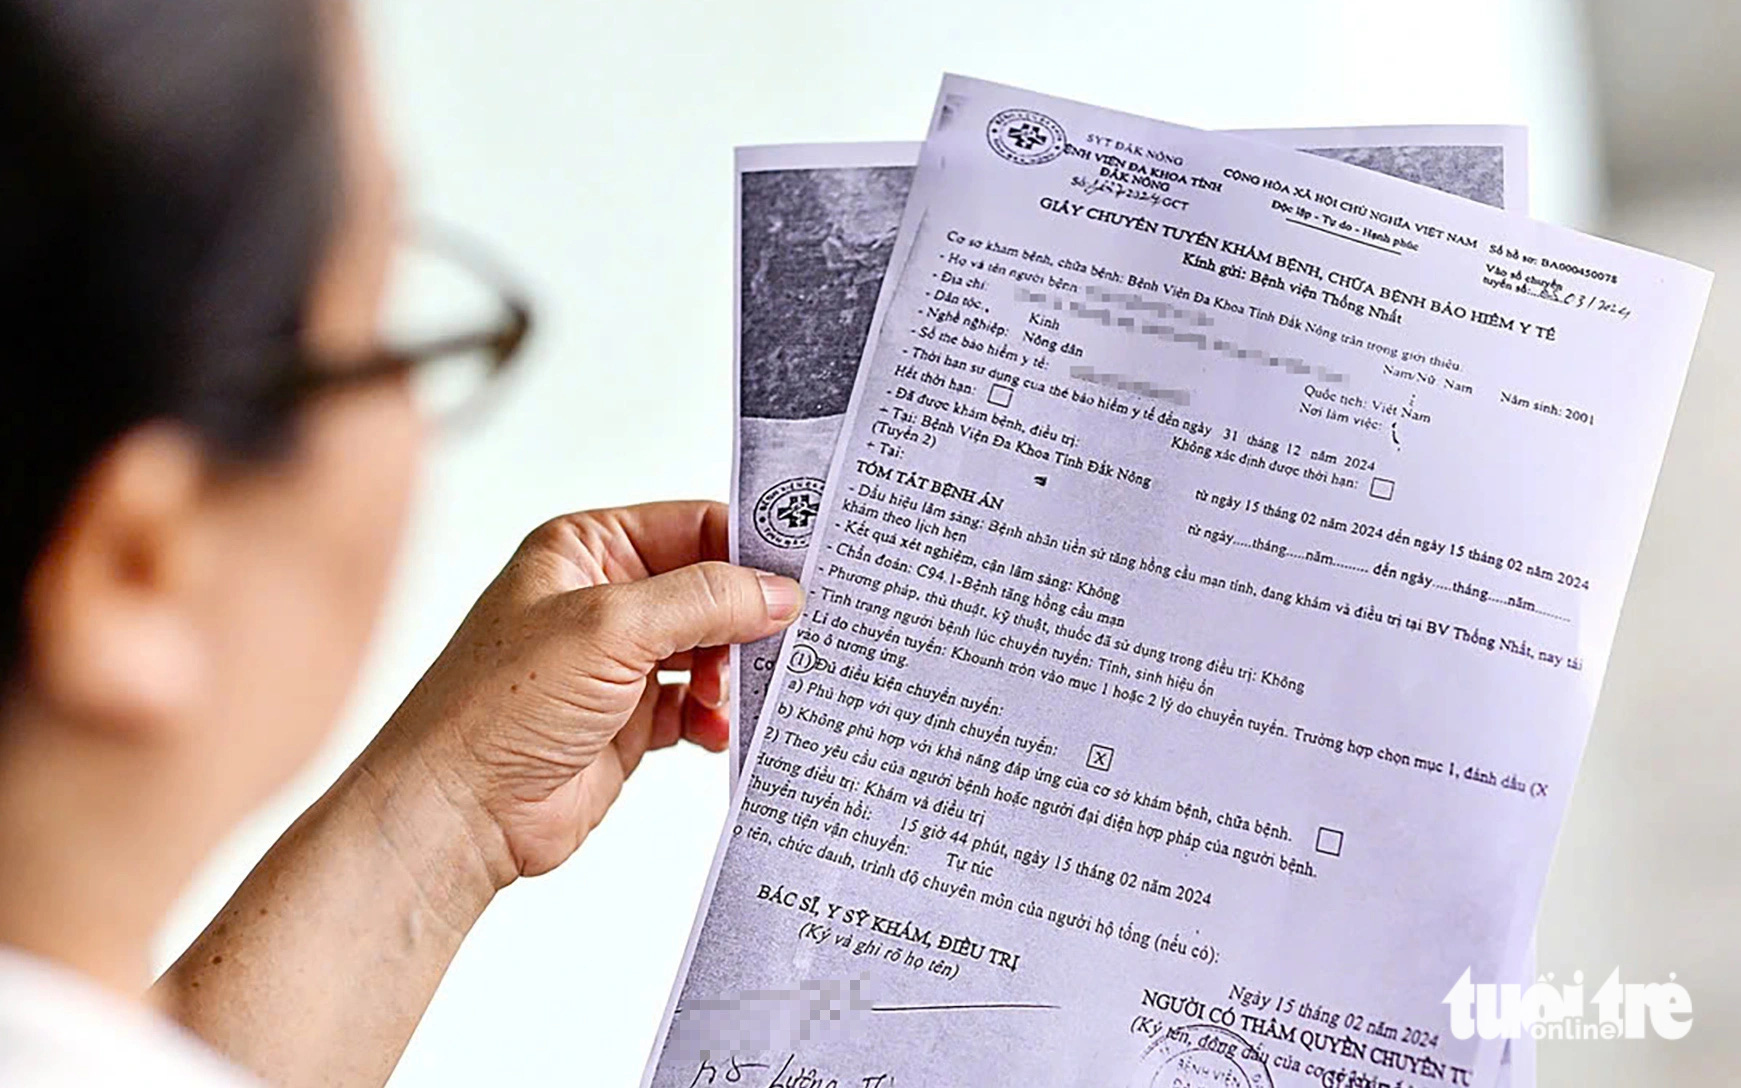 SYT ĐĂK NÔNG
BỆNH VIỆN ĐA KHOA TỈNH
ĐĂK NÔNG
GCT
CỘNG HÒA XÃ HỘI CHỦ NGHĨA VIỆT NAM
Độc lập - Tự do - Hạnh phúc
Số hồ sơ: BA000450078
Vào sổ chuyển
tuyến số: 03/2024
GIẤY CHUYỂN TUYẾN KHÁM BỆNH, CHỮA BỆNH BẢO HIỂM Y TẾ
Kính gửi: Bệnh viện Thống Nhất
Cơ sở khám bệnh, chữa bệnh: Bệnh Viện Đa Khoa Tỉnh Đắk Nông trân trọng giới thiệu
- Họ và tên người bệnh: Nam/Nữ Nam Năm sinh: 2001
- Địa chỉ:
- Dân tộc: Kinh Quốc tịch: Việt Nam
- Nghề nghiệp: Nông dân Nơi làm việc:
- Số thẻ bảo hiểm y tế:
- Thời hạn sử dụng của thẻ bảo hiểm y tế đến ngày 31 tháng 12 năm 2024
Hết thời hạn: Không xác định được thời hạn:
- Đã được khám bệnh, điều trị:
+ Tại: Bệnh Viện Đa Khoa Tỉnh Đắk Nông từ ngày 15 tháng 02 năm 2024 đến ngày 15 tháng 02 năm 2024
(Tuyến 2)
+ Tại: từ ngày.....tháng.....năm.......... đến ngày.....tháng.....năm..........
TÓM TẮT BỆNH ÁN
- Dấu hiệu lâm sàng: Bệnh nhân tiền sử tăng hồng cầu mạn tính, đang khám và điều trị tại BV Thống Nhất, nay tái
khám theo lịch hẹn
- Kết quả xét nghiệm, cận lâm sàng: Không
- Chẩn đoán: C94.1-Bệnh tăng hồng cầu mạn
- Phương pháp, thủ thuật, kỹ thuật, thuốc đã sử dụng trong điều trị: Không
- Tình trạng người bệnh lúc chuyển tuyến: Tỉnh, sinh hiệu ổn
- Lí do chuyển tuyến: Khoanh tròn vào mục 1 hoặc 2 lý do chuyển tuyến. Trường hợp chọn mục 1, đánh dấu (X
vào ô tương ứng.
(1) Đủ điều kiện chuyển tuyến:
a) Phù hợp với quy định chuyển tuyến: X
b) Không phù hợp với khả năng đáp ứng của cơ sở khám bệnh, chữa bệnh.
2) Theo yêu cầu của người bệnh hoặc người đại diện hợp pháp của người bệnh.
Hướng điều trị: Khám và điều trị
huyển tuyến hồi: 15 giờ 44 phút, ngày 15 tháng 02 năm 2024
hương tiện vận chuyển: Tự túc
ọ tên, chức danh, trình độ chuyên môn của người hộ tống (nếu có):
BÁC SĨ, Y SỸ KHÁM, ĐIỀU TRỊ
(Ký và ghi rõ họ tên)
Ngày 15 tháng 02 năm 2024
NGƯỜI CÓ THẨM QUYỀN CHUYỂN TU
(Ký tên, đóng dấu của cơ sở
BỆNH VIỆN
tuổi trẻ
online